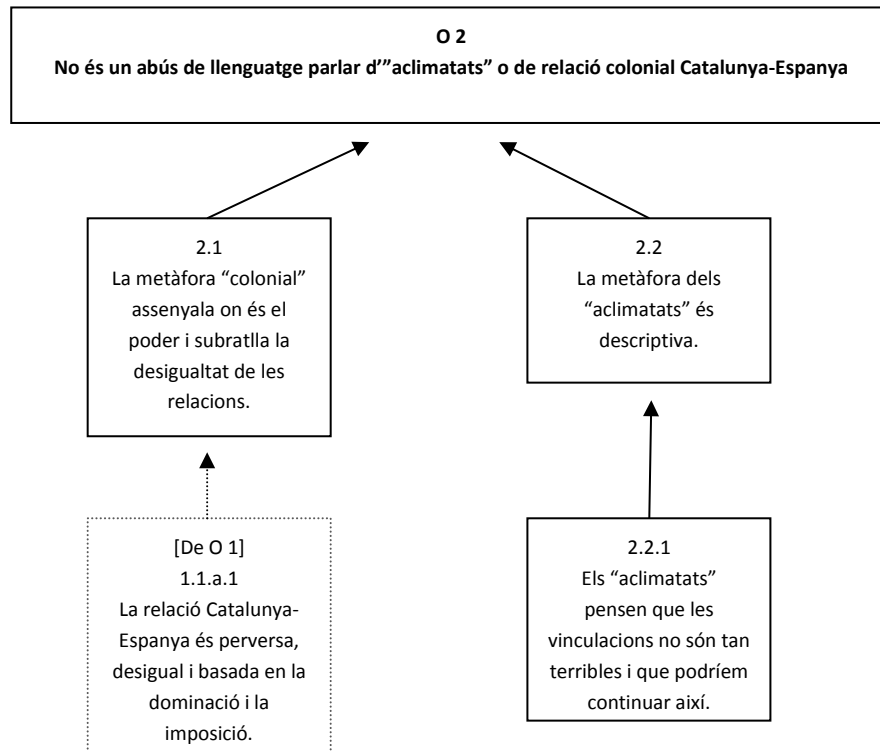 O 2
No és un abús de llenguatge parlar d'”aclimatats” o de relació colonial Catalunya-Espanya
2.1
La metàfora “colonial”
assenyala on és el
poder i subratlla la
desigualtat de les
relacions.
2.2
La metàfora dels
“aclimatats” és
descriptiva.
[De O 1]
1.1.a.1
La relació Catalunya-
Espanya és perversa,
desigual i basada en la
dominació i la
imposició.
2.2.1
Els “aclimatats”
pensen que les
vinculacions no són tan
terribles i que podríem
continuar així.